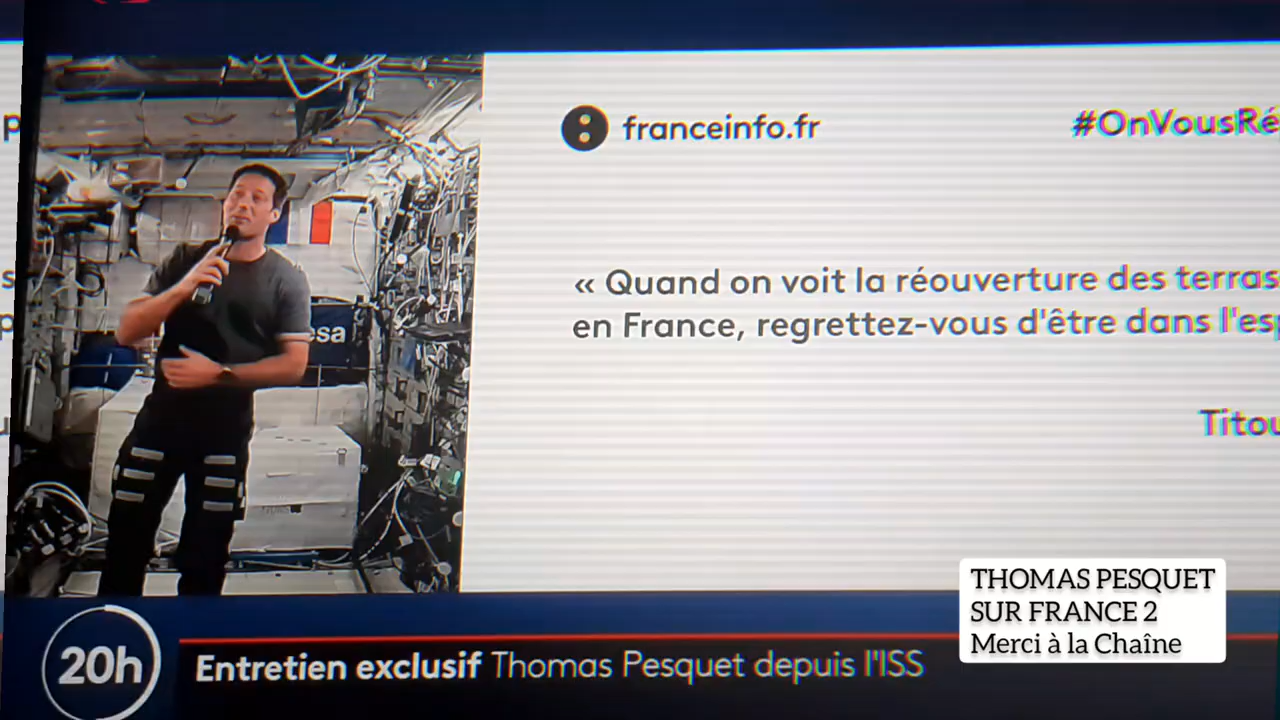 franceinfo.fr
#OnVousRé
« Quand on voit la réouverture des terras
en France, regrettez-vous d'être dans l'esp
Titou
esa
THOMAS PESQUET
SUR FRANCE 2
Merci à la Chaîne
20h
Entretien exclusif Thomas Pesquet depuis l'ISS